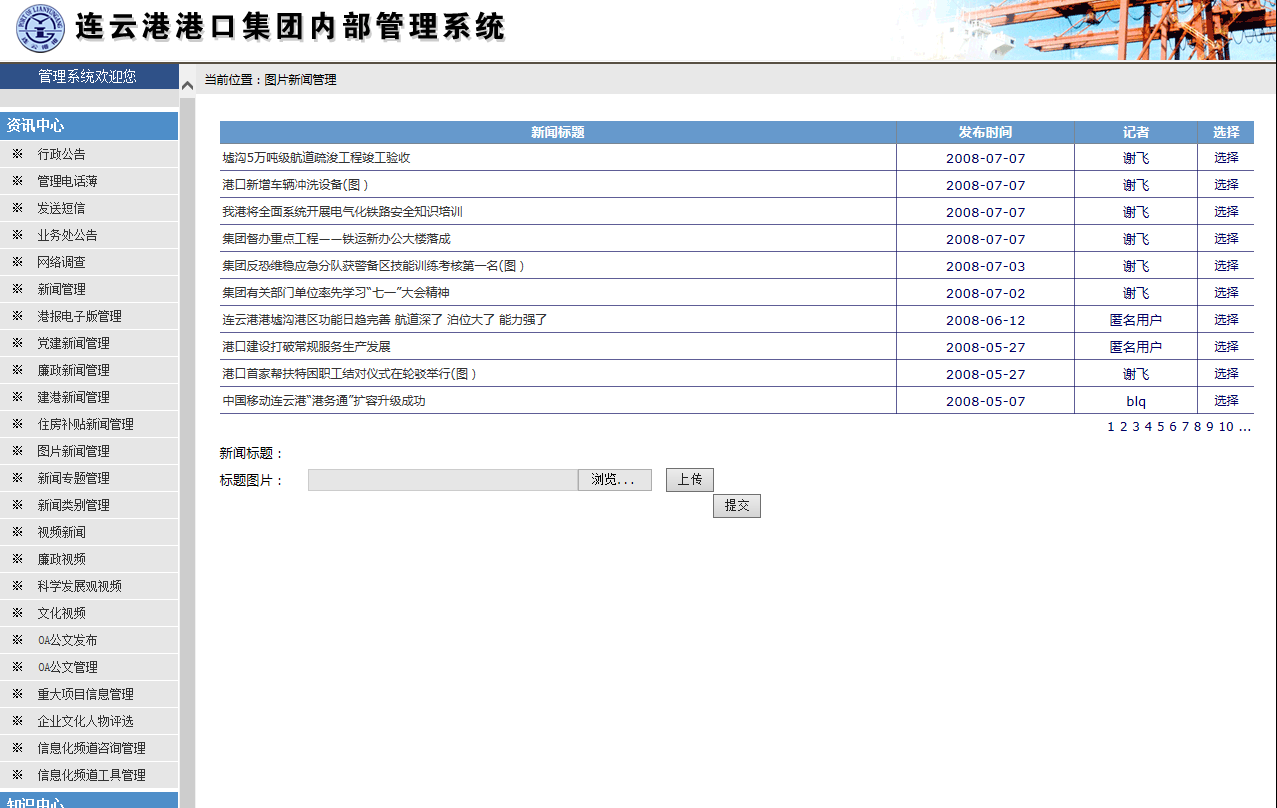 连云港港口集团内部管理系统
管理系统欢迎您
当前位置：图片新闻管理
资讯中心
※ 行政公告
※ 管理电话薄
※ 发送短信
※ 业务处公告
※ 网络调查
※ 新闻管理
※ 港报电子版管理
※ 党建新闻管理
※ 廉政新闻管理
※ 建港新闻管理
※ 住房补贴新闻管理
※ 图片新闻管理
※ 新闻专题管理
※ 新闻类别管理
※ 视频新闻
※ 廉政视频
※ 科学发展观视频
※ 文化视频
※ OA公文发布
※ OA公文管理
※ 重大项目信息管理
※ 企业文化人物评选
※ 信息化频道咨询管理
※ 信息化频道工具管理
知识中心
新闻标题 发布时间 记者 选择
墟沟5万吨级航道疏浚工程竣工验收 2008-07-07 谢飞 选择
港口新增车辆冲洗设备(图） 2008-07-07 谢飞 选择
我港将全面系统开展电气化铁路安全知识培训 2008-07-07 谢飞 选择
集团督办重点工程——铁运新办公大楼落成 2008-07-07 谢飞 选择
集团反恐维稳应急分队获警备区技能训练考核第一名(图） 2008-07-03 谢飞 选择
集团有关部门单位率先学习“七一”大会精神 2008-07-02 谢飞 选择
连云港港墟沟港区功能日趋完善 航道深了 泊位大了 能力强了 2008-06-12 匿名用户 选择
港口建设打破常规服务生产发展 2008-05-27 匿名用户 选择
港口首家帮扶特困职工结对仪式在轮驳举行(图） 2008-05-27 谢飞 选择
中国移动连云港“港务通”扩容升级成功 2008-05-07 blq 选择
1 2 3 4 5 6 7 8 9 10 ...
新闻标题：
标题图片： 浏览... 上传
提交